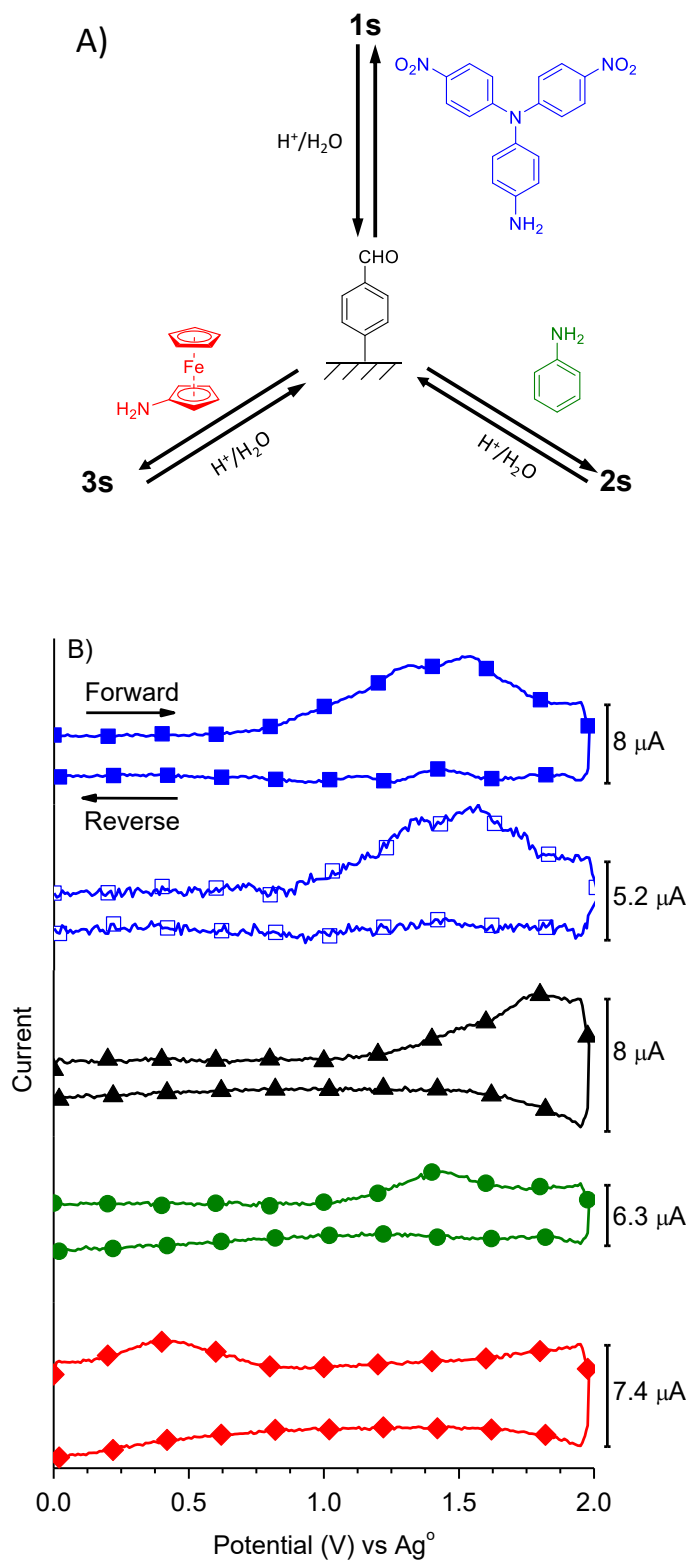 A)
1s
O₂N
NO₂
N
H⁺/H₂O
NH₂
CHO
NH₂
Fe
H₂N
H⁺/H₂O
H⁺/H₂O
3s
2s
B)
Forward
8 μA
Reverse
5.2 μA
8 μA
Current
6.3 μA
7.4 μA
0.0 0.5 1.0 1.5 2.0
Potential (V) vs Ag°